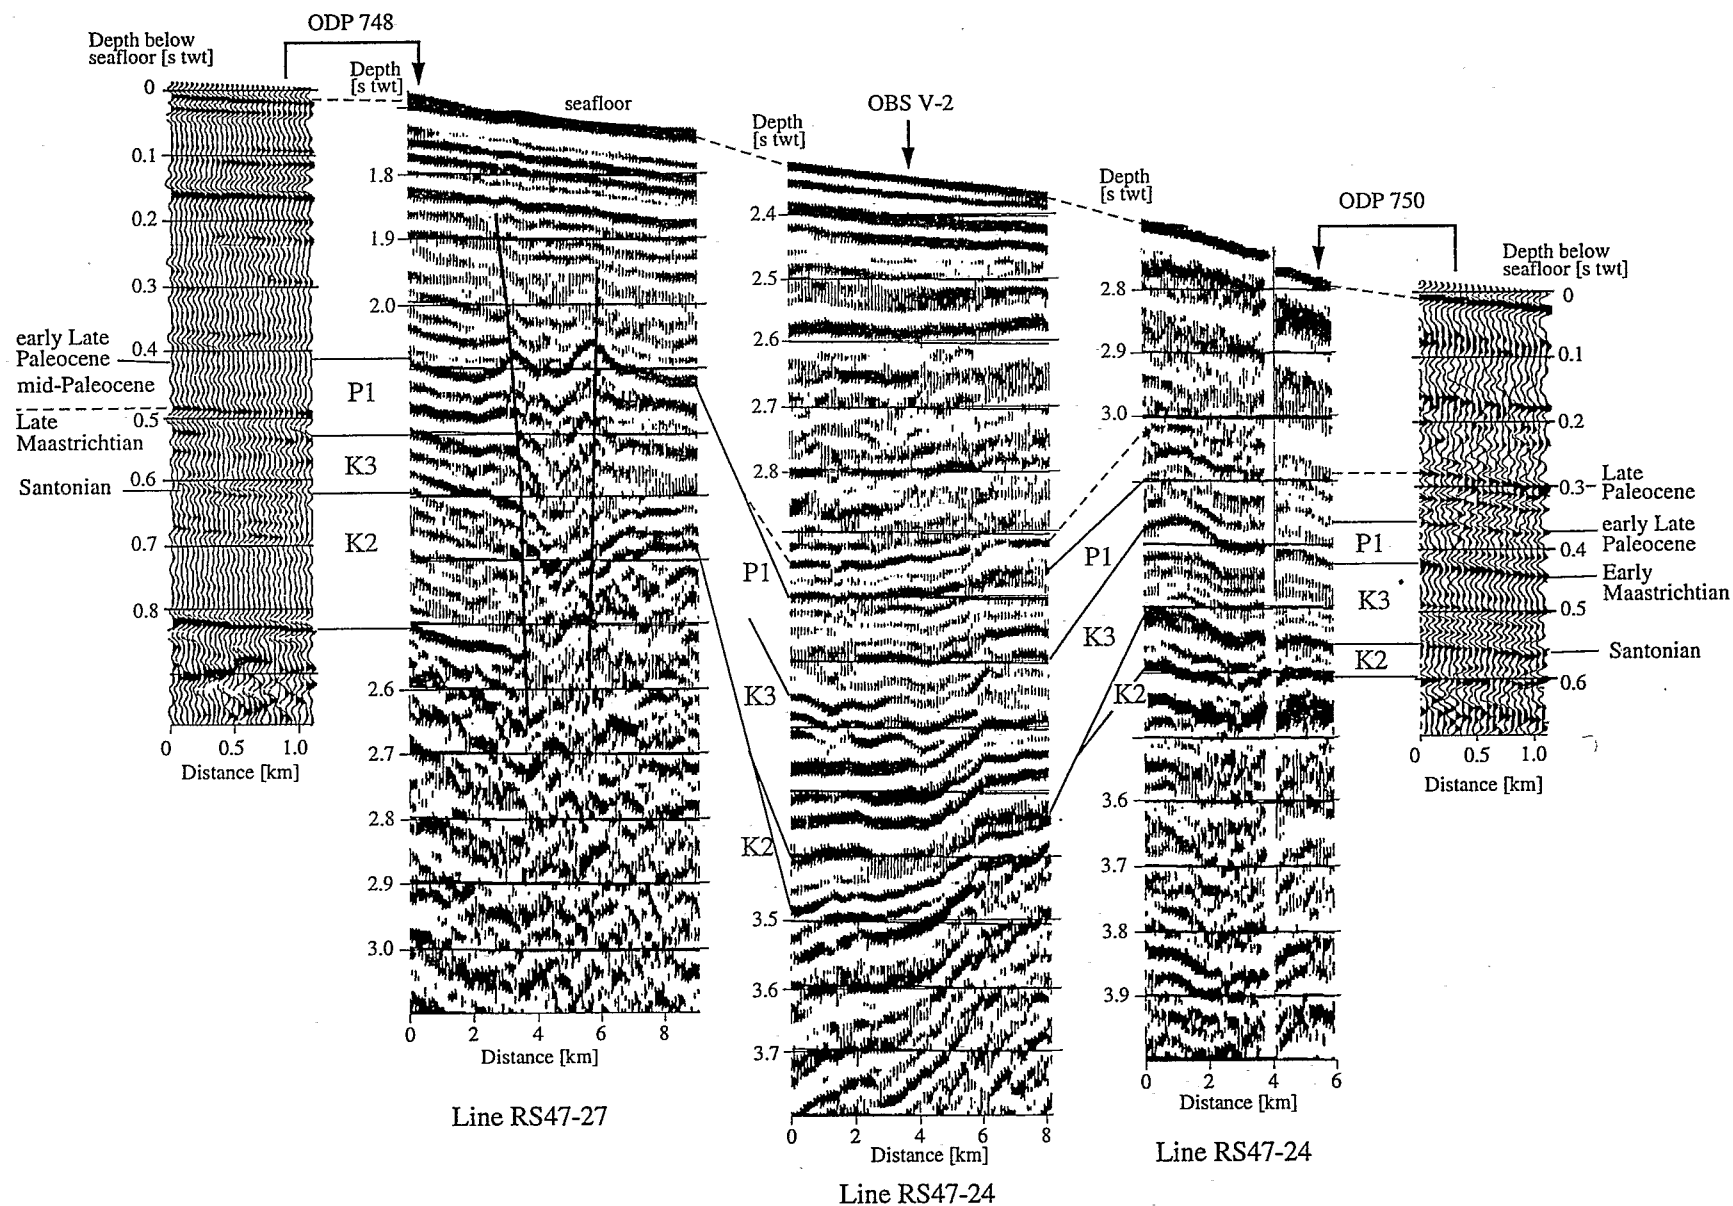 ODP 748
Depth below
seafloor [s twt]
0
0.1
0.2
0.3
0.4
0.5
0.6
0.7
0.8
early Late
Paleocene
mid-Paleocene
Late
Maastrichtian
Santonian
0
0.5
1.0
Distance [km]
Depth
[s twt]
seafloor
1.8
1.9
2.0
2.6
2.7
2.8
2.9
3.0
P1
K3
K2
0
2
4
6
8
Distance [km]
Line RS47-27
OBS V-2
Depth
[s twt]
2.4
2.5
2.6
2.7
2.8
3.5
3.6
3.7
P1
K3
K2
0
2
4
6
8
Distance [km]
Line RS47-24
Depth
[s twt]
2.8
2.9
3.0
3.6
3.7
3.8
3.9
P1
K3
K2
0
2
4
6
Distance [km]
Line RS47-24
ODP 750
Depth below
seafloor [s twt]
0
0.1
0.2
0.3
0.4
0.5
0.6
P1
K3
K2
Late
Paleocene
early Late
Paleocene
Early
Maastrichtian
Santonian
0
0.5
1.0
Distance [km]